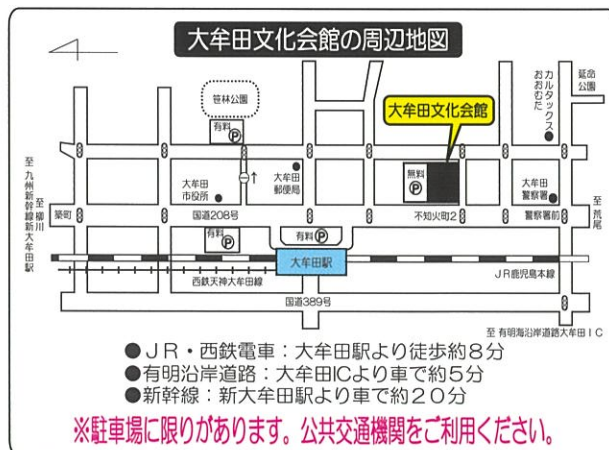 大牟田文化会館の周辺地図
笹林公園
有料 P
カルタックス
おおむた
延命
公園
大牟田文化会館
大牟田
市役所
大牟田
郵便局
無料
P
大牟田
警察署
至 九州新幹線新大牟田駅
至 柳川
築町
国道208号
不知火町2
警察署前
至 荒尾
有料 P
有料 P
大牟田駅
西鉄天神大牟田線
JR鹿児島本線
国道389号
至 有明海沿岸道路大牟田IC
●JR・西鉄電車:大牟田駅より徒歩約8分
●有明沿岸道路:大牟田ICより車で約5分
●新幹線:新大牟田駅より車で約20分
※駐車場に限りがあります。公共交通機関をご利用ください。